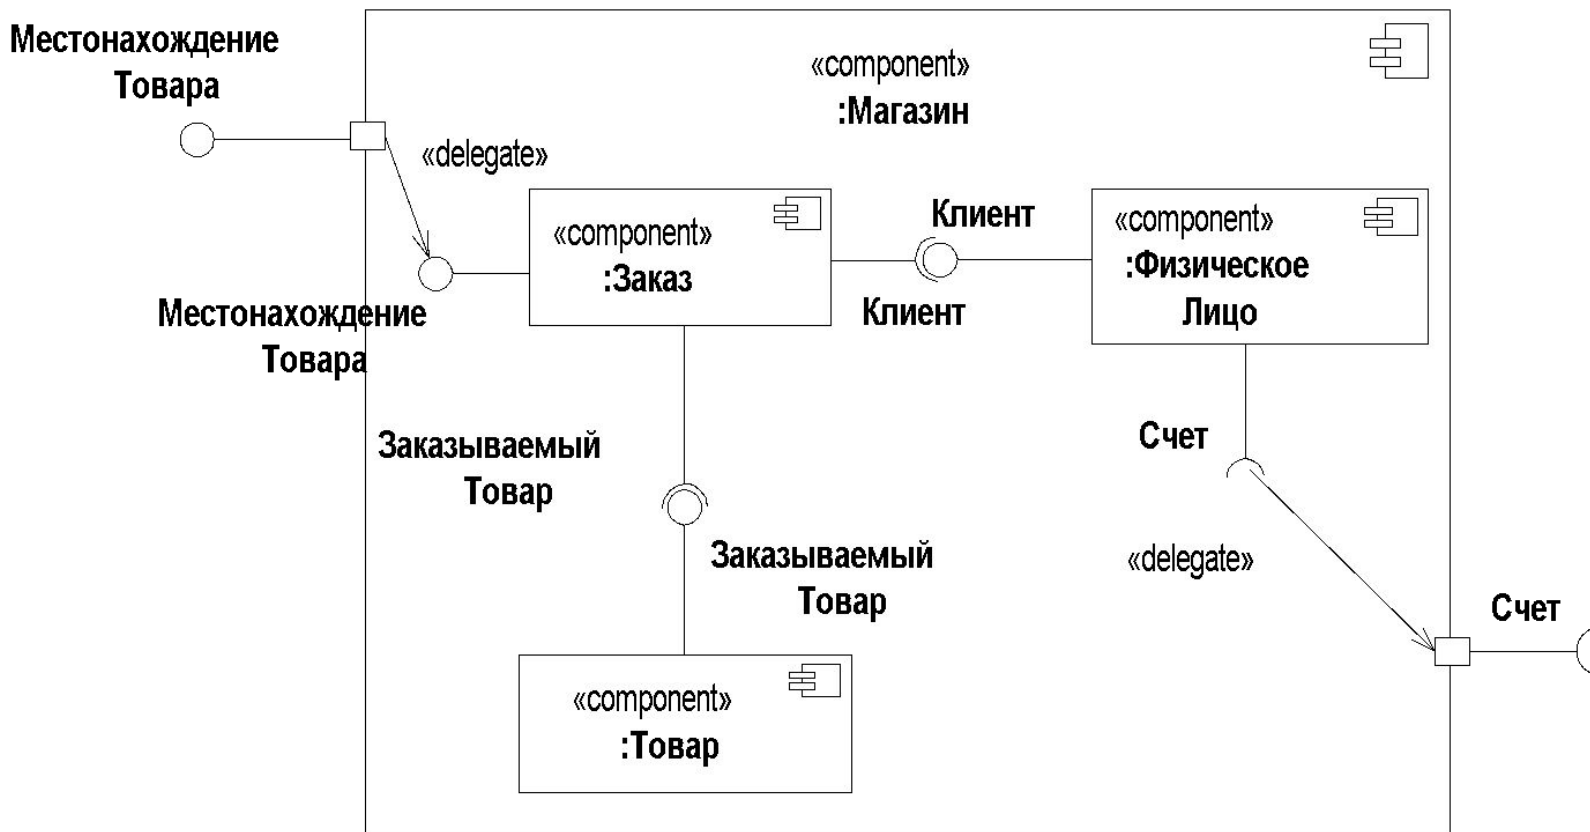 Местонахождение
Товара
«component»
:Магазин
«delegate»
«component»
:Заказ
Клиент
Клиент
«component»
:Физическое
Лицо
Местонахождение
Товара
Заказываемый
Товар
Счет
Заказываемый
Товар
«delegate»
Счет
«component»
:Товар